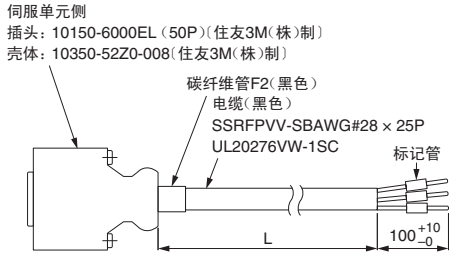 伺服单元侧
插头: 10150-6000EL (50P)〔住友3M(株)制〕
壳体: 10350-52Z0-008〔住友3M(株)制〕
碳纤维管F2(黑色)
电缆(黑色)
SSRFPVV-SBAWG#28 × 25P
UL20276VW-1SC
标记管
L
100 +10 −0